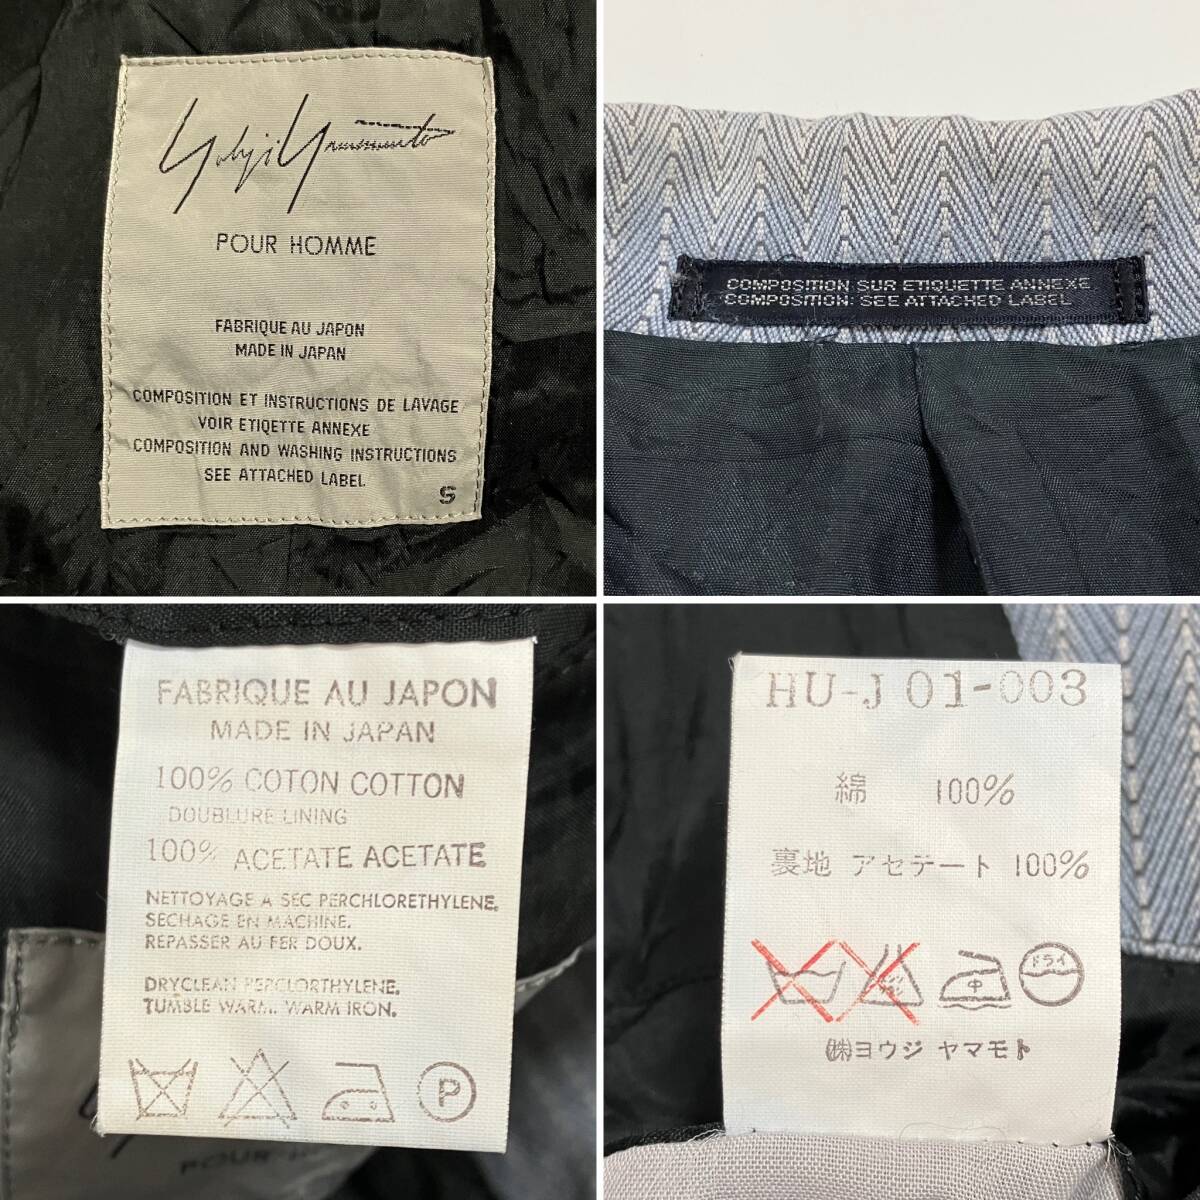 Yohji Yamamoto
POUR HOMME
FABRIQUE AU JAPON
MADE IN JAPAN
COMPOSITION ET INSTRUCTIONS DE LAVAGE
VOIR ETIQETTE ANNEXE
COMPOSITION AND WASHING INSTRUCTIONS
SEE ATTACHED LABEL
S
COMPOSITION SUR ETIQUETTE ANNEXE
COMPOSITION: SEE ATTACHED LABEL
FABRIQUE AU JAPON
MADE IN JAPAN
100% COTON COTTON
DOUBLURE LINING
100% ACETATE ACETATE
NETTOYAGE A SEC PERCHLORETHYLENE.
SECHAGE EN MACHINE.
REPASSER AU FER DOUX.
DRYCLEAN PERCLORTHYLENE.
TUMBLE WARM. WARM IRON.
P
POUR
HU-J 01-003
綿 100%
裏地 アセテート 100%
中
ドライ
㈱ヨウジ ヤマモト